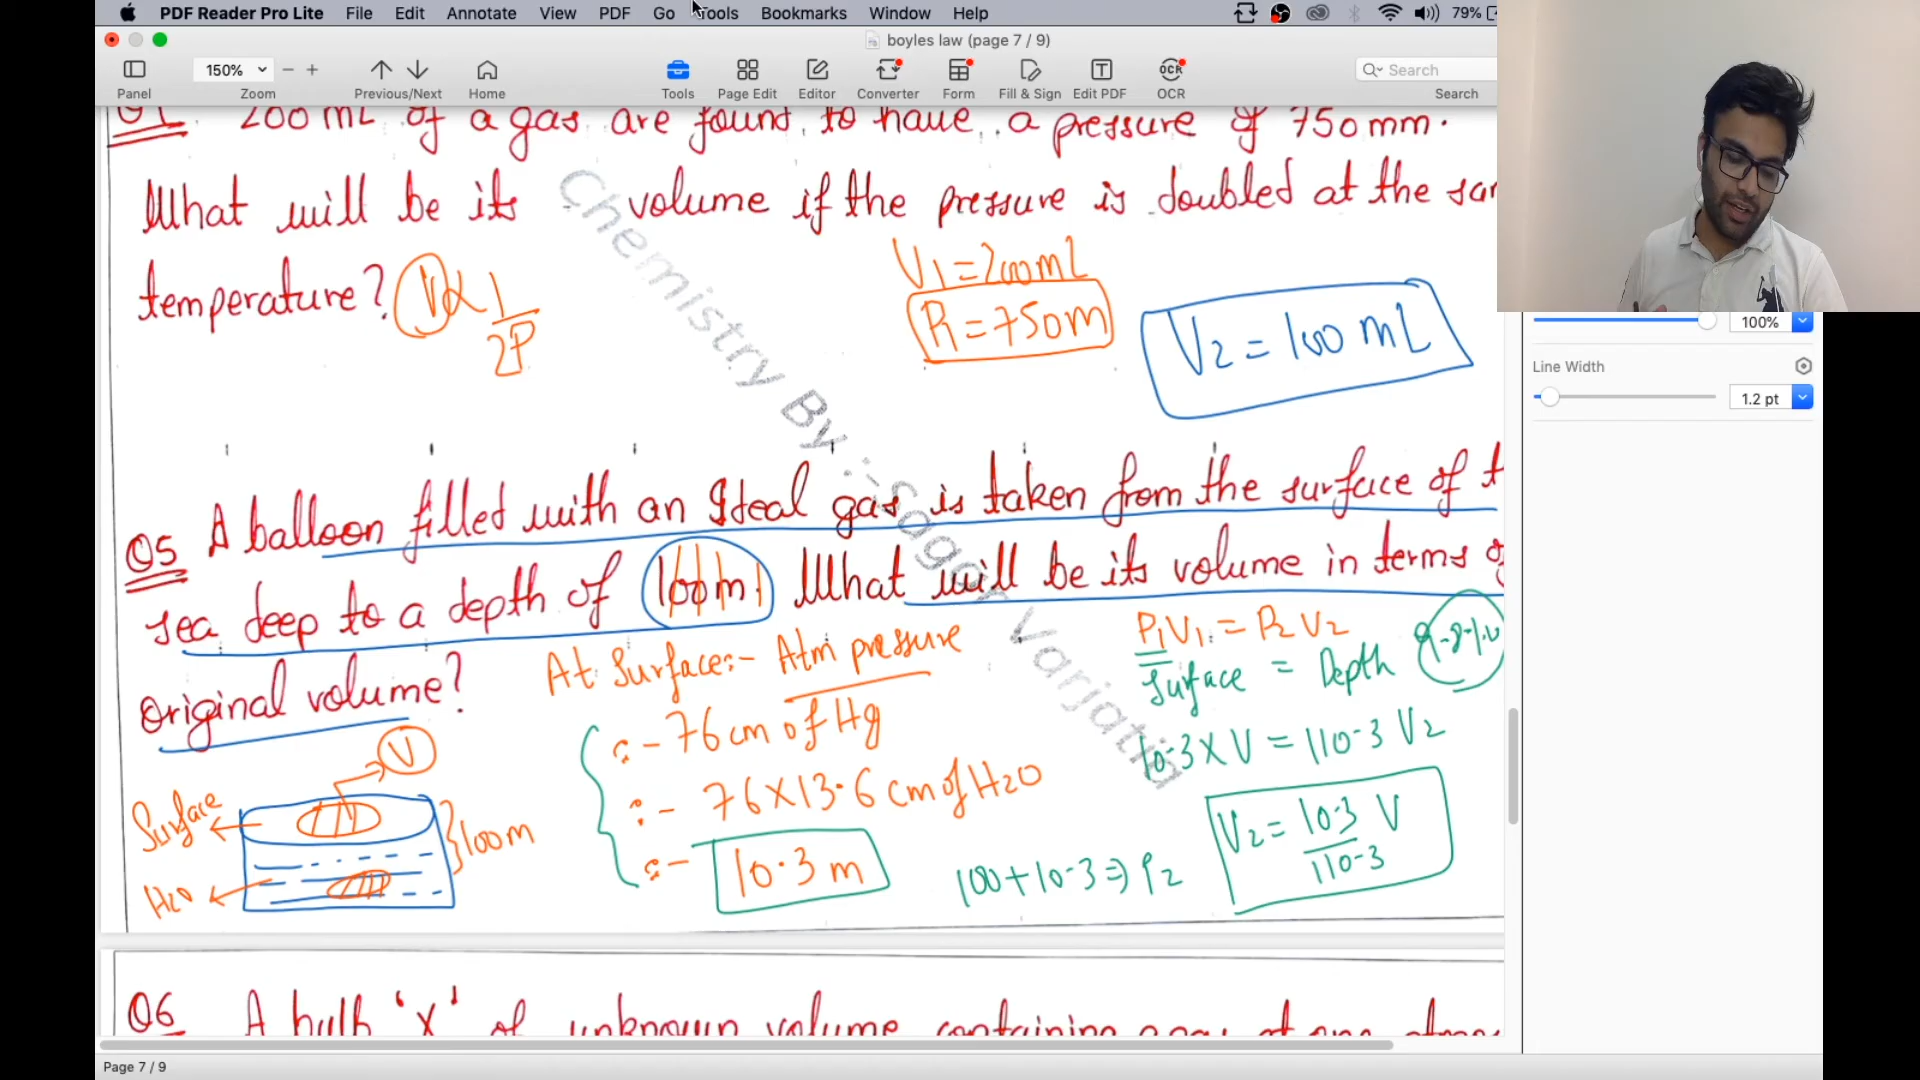 PDF Reader Pro Lite File Edit Annotate View PDF Go Tools Bookmarks Window Help 79%
boyles law (page 7 / 9)
150%
Panel Zoom Previous/Next Home Tools Page Edit Editor Converter Form Fill & Sign Edit PDF OCR Search
Search
200 mL of a gas are found to have a pressure of 750 mm.
What will be its volume if the pressure is doubled at the
temperature?
V ∝ 1/2P
V1 = 200 mL
P1 = 750 m
V2 = 100 mL
100%
Line Width
1.2 pt
Chemistry By :- Sagar Varjatia
Q5 A balloon filled with an Ideal gas is taken from the surface of
sea deep to a depth of 100 m. What will be its volume in terms
original volume?
At Surface:- Atm pressure
:- 76 cm of Hg
:- 76 X 13.6 cm of H2O
:- 10.3 m
Surface
H2O
V
100m
P1V1 = P2V2
Surface = Depth
10.3 X V = 110.3 V2
100 + 10.3 ⇒ P2
V2 = 10.3/110.3 V
Q6 A bulb 'X' of unknown volume containing a gas at one
Page 7 / 9